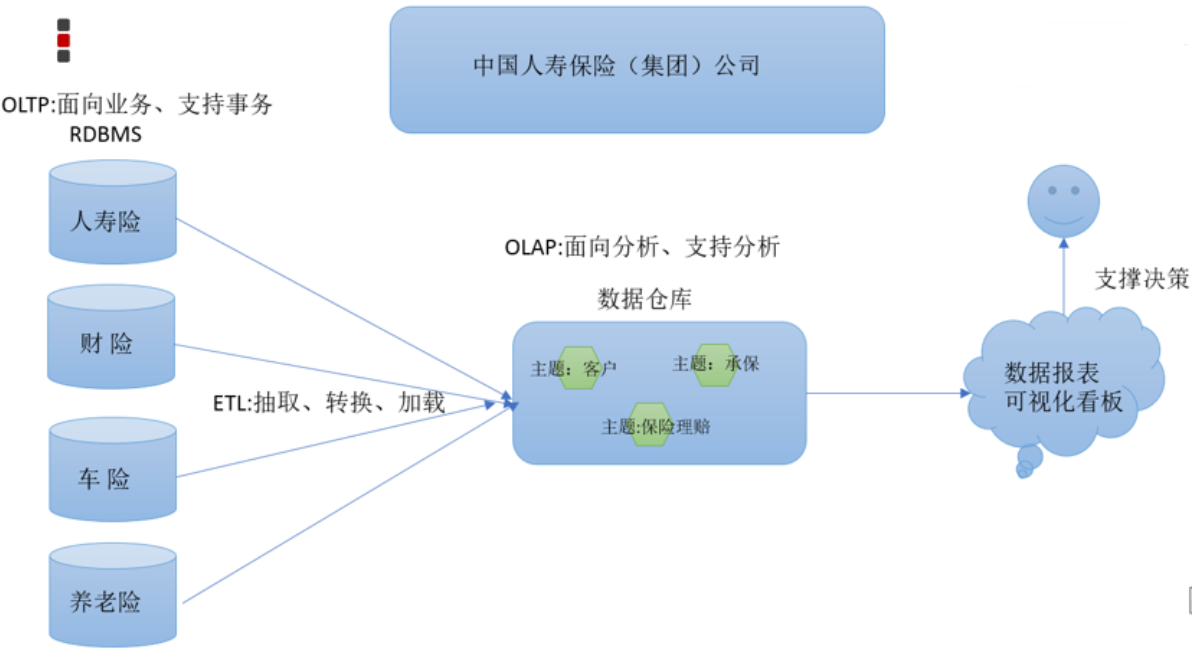 中国人寿保险（集团）公司
OLTP:面向业务、支持事务
RDBMS
人寿险
财 险
车 险
养老险
ETL:抽取、转换、加载
OLAP:面向分析、支持分析
数据仓库
主题：客户
主题：承保
主题:保险理赔
数据报表
可视化看板
支撑决策